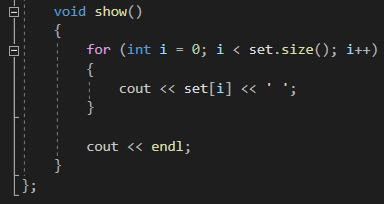 void show()
{
for (int i = 0; i < set.size(); i++)
{
cout << set[i] << ' ';
}
cout << endl;
}
};